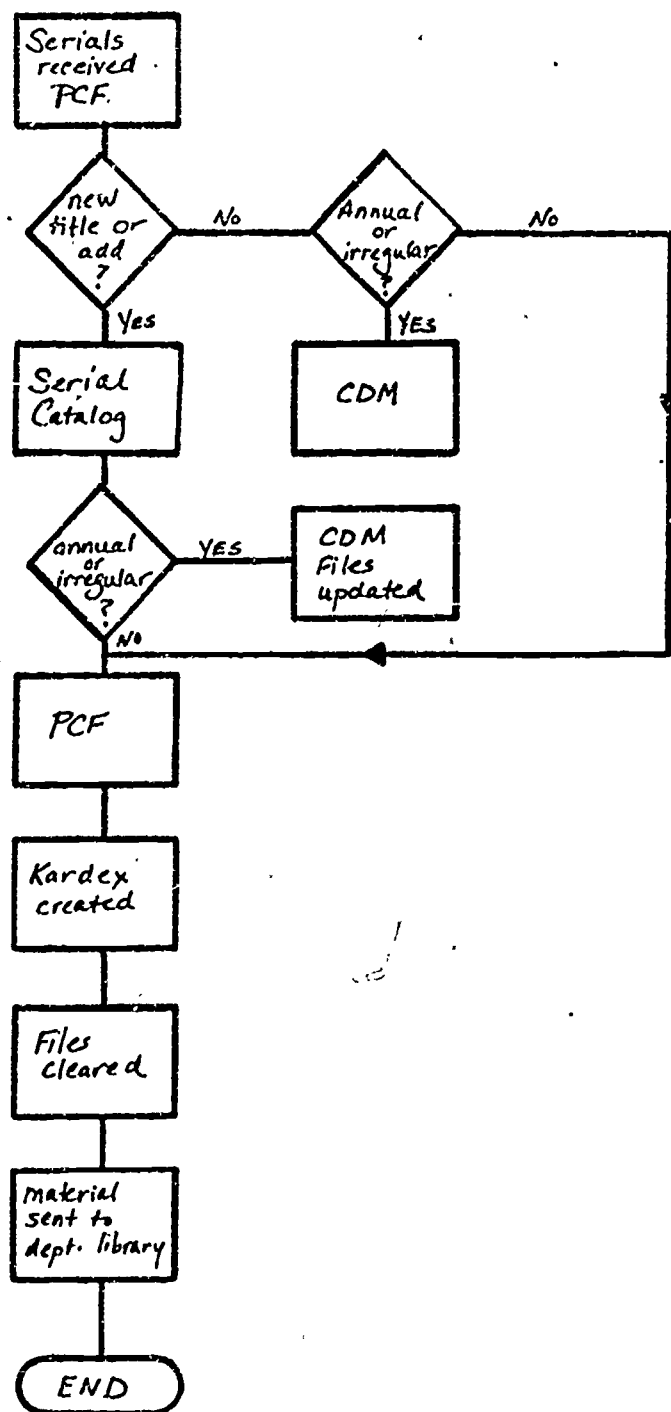 Serials
received
PCF.
new
title or
add
?
No
Annual
or
irregular
?
No
Yes
YES
Serial
Catalog
CDM
annual
or
irregular
?
YES
CDM
Files
updated
No
PCF
Kardex
created
Files
cleared
material
sent to
dept. library
END